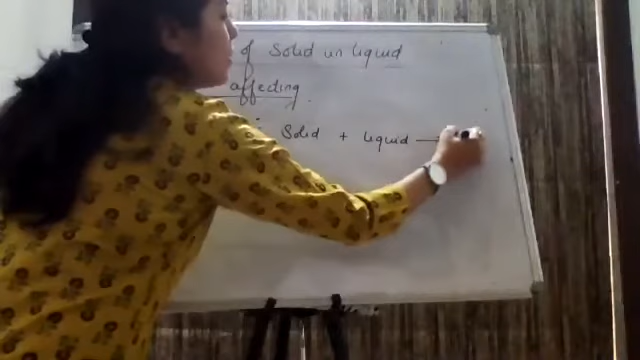 of Solid in liquid
affecting
Solid + liquid →